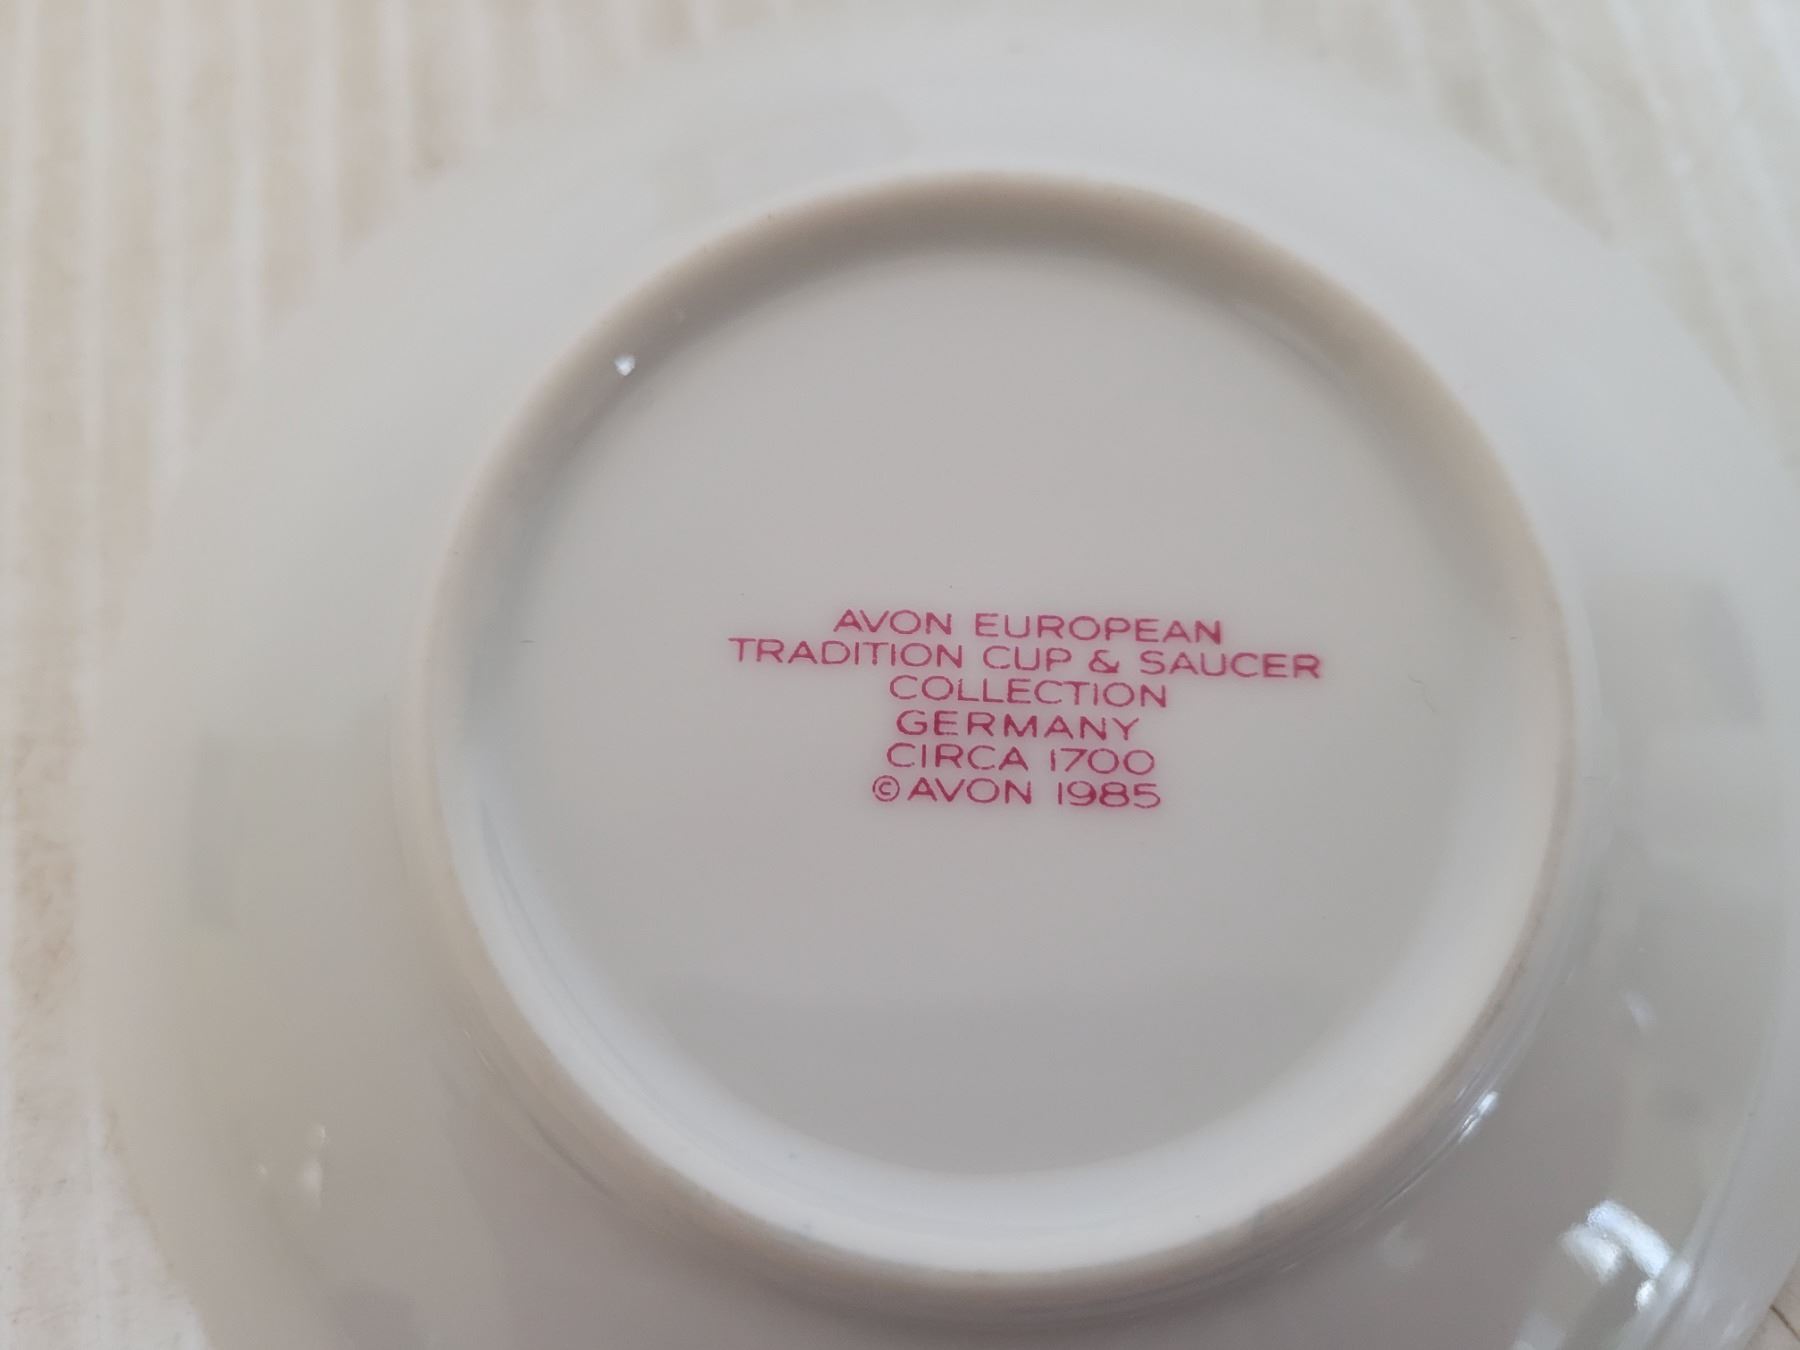 AVON EUROPEAN
TRADITION CUP & SAUCER
COLLECTION
GERMANY
CIRCA 1700
©AVON 1985